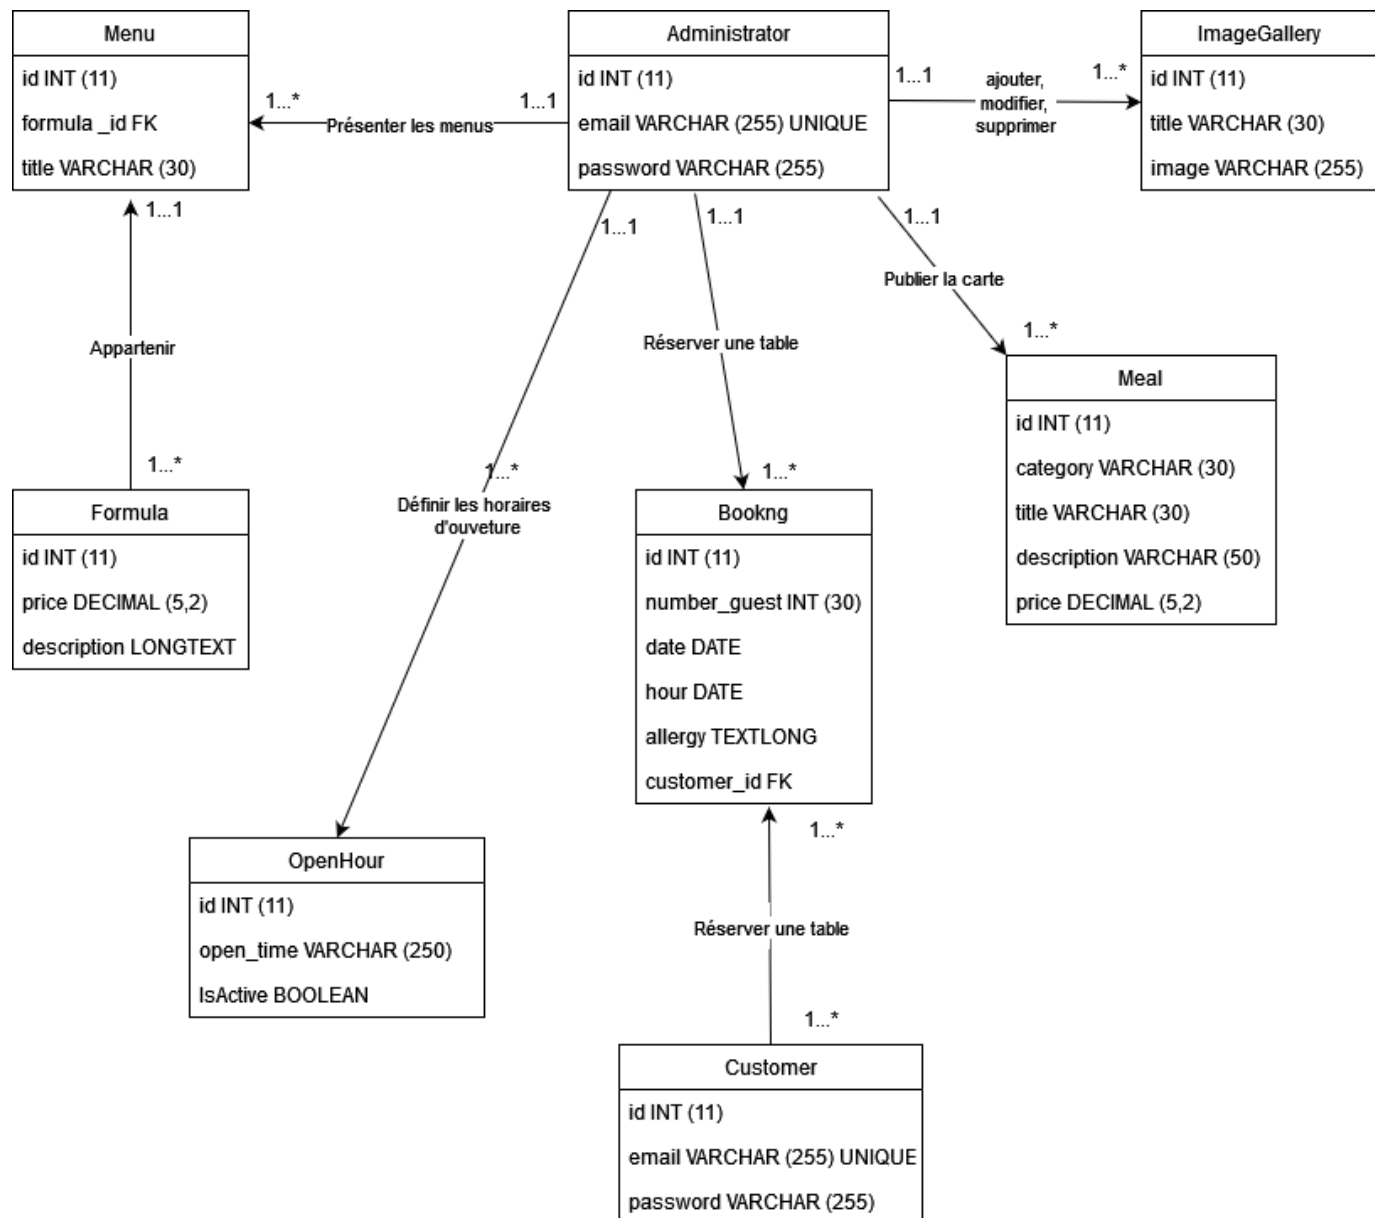 Menu
id INT (11)
formula _id FK
title VARCHAR (30)
1...*
Présenter les menus
1...1
Administrator
id INT (11)
email VARCHAR (255) UNIQUE
password VARCHAR (255)
1...1
ajouter,
modifier,
supprimer
1...*
ImageGallery
id INT (11)
title VARCHAR (30)
image VARCHAR (255)
1...1
Appartenir
1...*
Formula
id INT (11)
price DECIMAL (5,2)
description LONGTEXT
1...1
1...*
Définir les horaires
d'ouveture
OpenHour
id INT (11)
open_time VARCHAR (250)
IsActive BOOLEAN
1...1
Réserver une table
1...*
Bookng
id INT (11)
number_guest INT (30)
date DATE
hour DATE
allergy TEXTLONG
customer_id FK
1...1
Publier la carte
1...*
Meal
id INT (11)
category VARCHAR (30)
title VARCHAR (30)
description VARCHAR (50)
price DECIMAL (5,2)
1...*
Réserver une table
1...*
Customer
id INT (11)
email VARCHAR (255) UNIQUE
password VARCHAR (255)